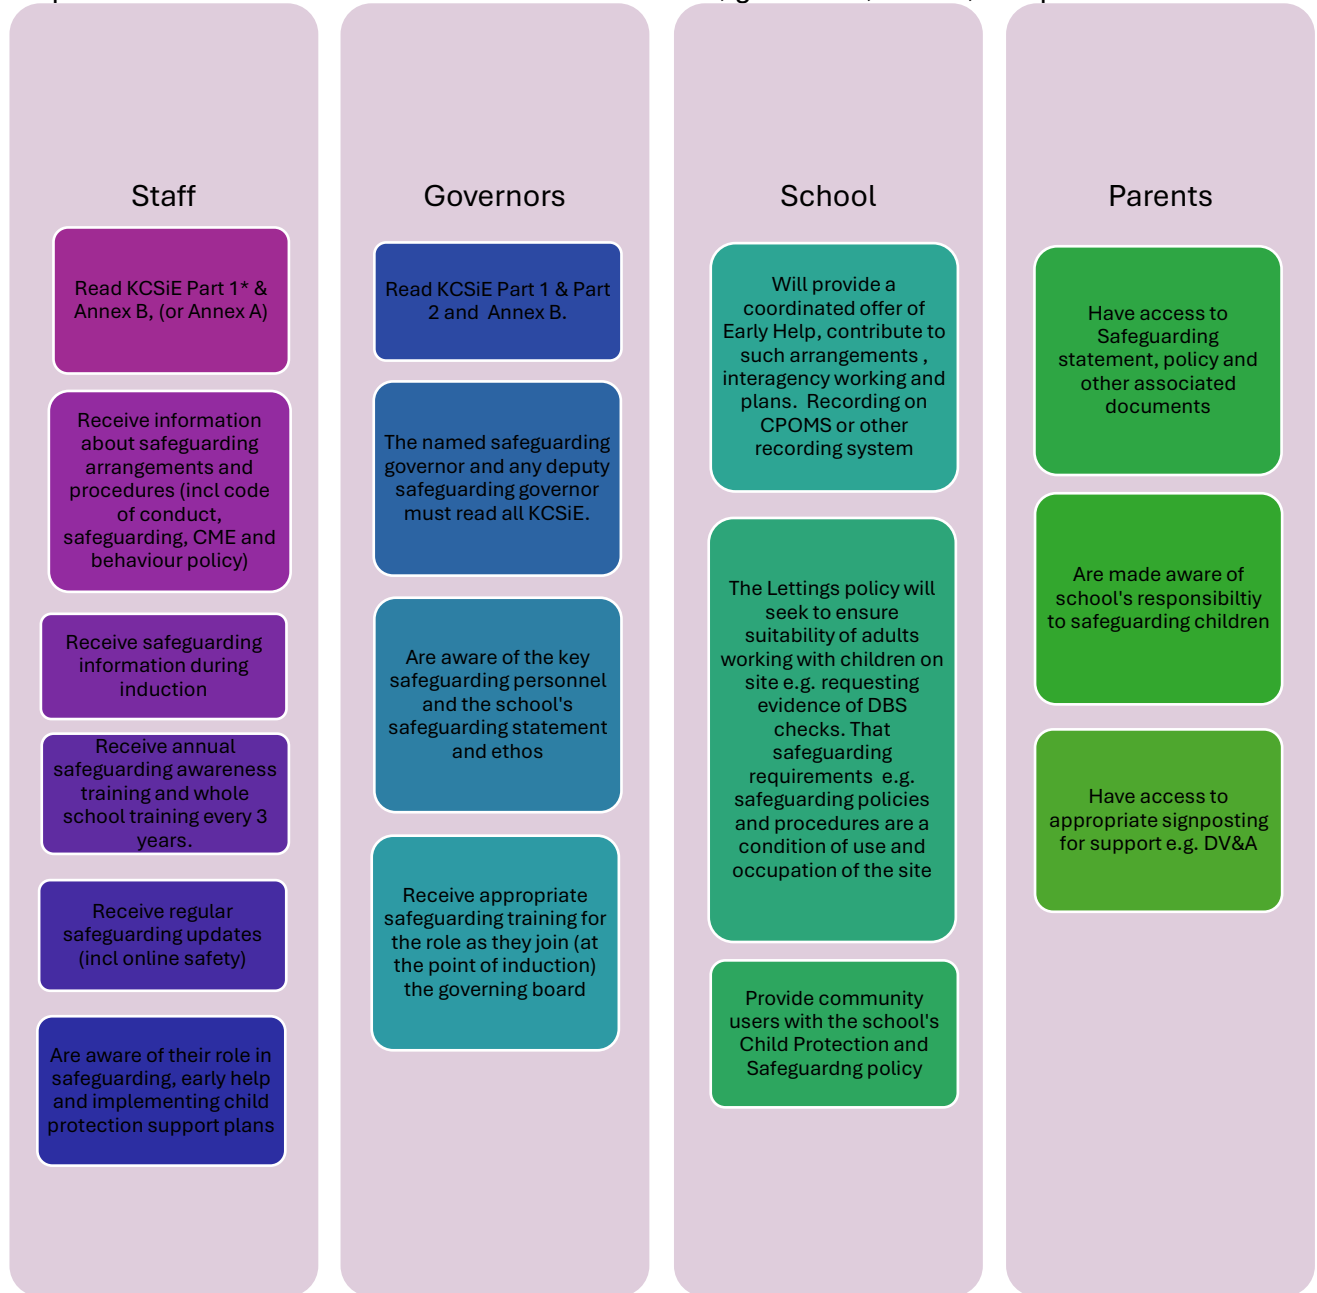 Staff
Read KCSiE Part 1* &
Annex B, (or Annex A)
Receive information
about safeguarding
arrangements and
procedures (incl code
of conduct,
safeguarding, CME and
behaviour policy)
Receive safeguarding
information during
induction
Receive annual
safeguarding awareness
training and whole
school training every 3
years.
Receive regular
safeguarding updates
(incl online safety)
Are aware of their role in
safeguarding, early help
and implementing child
protection support plans
Governors
Read KCSiE Part 1 & Part
2 and Annex B.
The named safeguarding
governor and any deputy
safeguarding governor
must read all KCSiE.
Are aware of the key
safeguarding personnel
and the school's
safeguarding statement
and ethos
Receive appropriate
safeguarding training for
the role as they join (at
the point of induction)
the governing board
School
Will provide a
coordinated offer of
Early Help, contribute to
such arrangements ,
interagency working and
plans. Recording on
CPOMS or other
recording system
The Lettings policy will
seek to ensure
suitability of adults
working with children on
site e.g. requesting
evidence of DBS
checks. That
safeguarding
requirements e.g.
safeguarding policies
and procedures are a
condition of use and
occupation of the site
Provide community
users with the school's
Child Protection and
Safeguardng policy
Parents
Have access to
Safeguarding
statement, policy and
other associated
documents
Are made aware of
school's responsibiltiy
to safeguarding children
Have access to
appropriate signposting
for support e.g. DV&A